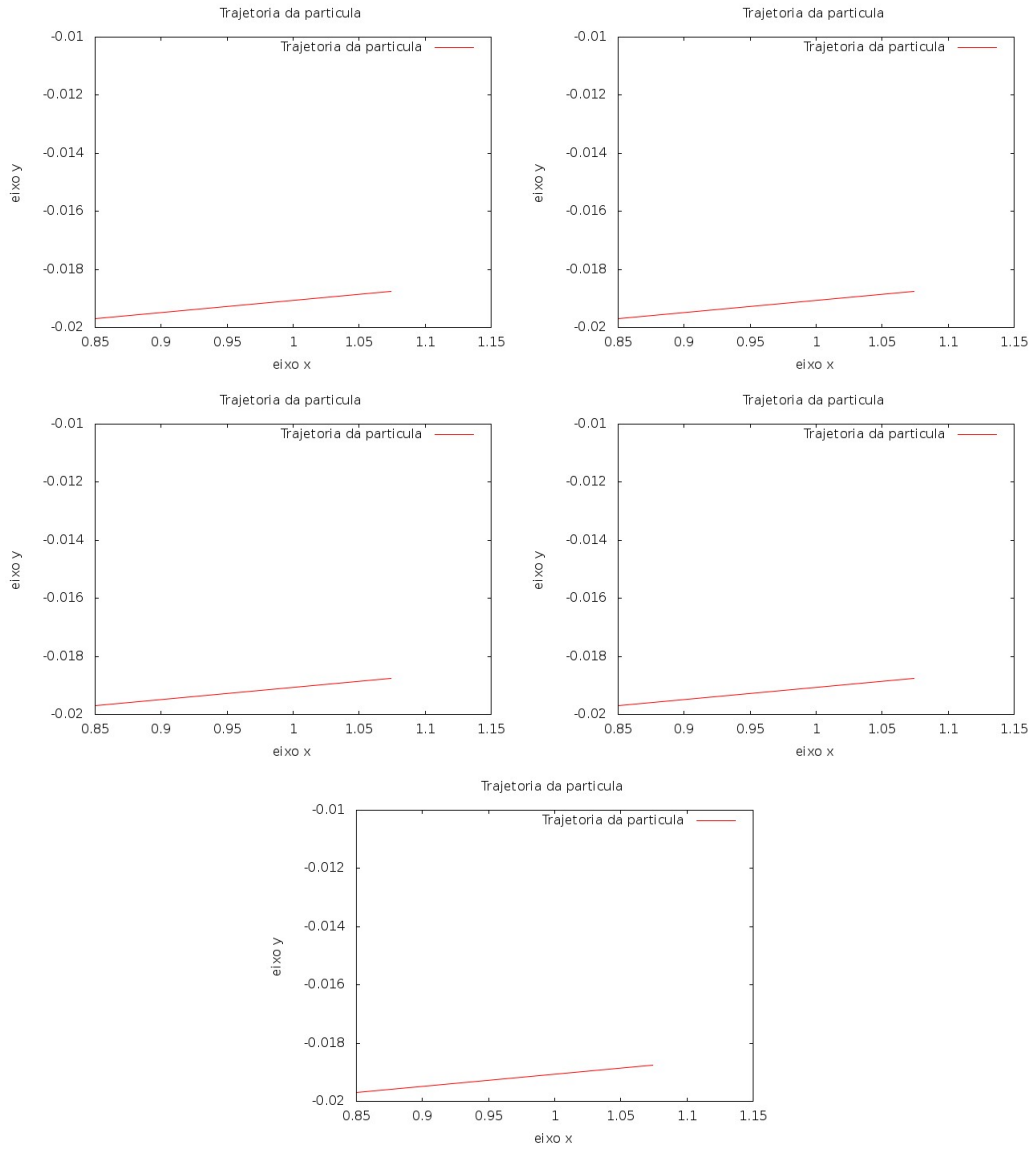 Trajetoria da particula
-0.01
Trajetoria da particula
-0.012
-0.014
eixo y
-0.016
-0.018
-0.02
0.85 0.9 0.95 1 1.05 1.1 1.15
eixo x
Trajetoria da particula
-0.01
Trajetoria da particula
-0.012
-0.014
eixo y
-0.016
-0.018
-0.02
0.85 0.9 0.95 1 1.05 1.1 1.15
eixo x
Trajetoria da particula
-0.01
Trajetoria da particula
-0.012
-0.014
eixo y
-0.016
-0.018
-0.02
0.85 0.9 0.95 1 1.05 1.1 1.15
eixo x
Trajetoria da particula
-0.01
Trajetoria da particula
-0.012
-0.014
eixo y
-0.016
-0.018
-0.02
0.85 0.9 0.95 1 1.05 1.1 1.15
eixo x
Trajetoria da particula
-0.01
Trajetoria da particula
-0.012
-0.014
eixo y
-0.016
-0.018
-0.02
0.85 0.9 0.95 1 1.05 1.1 1.15
eixo x